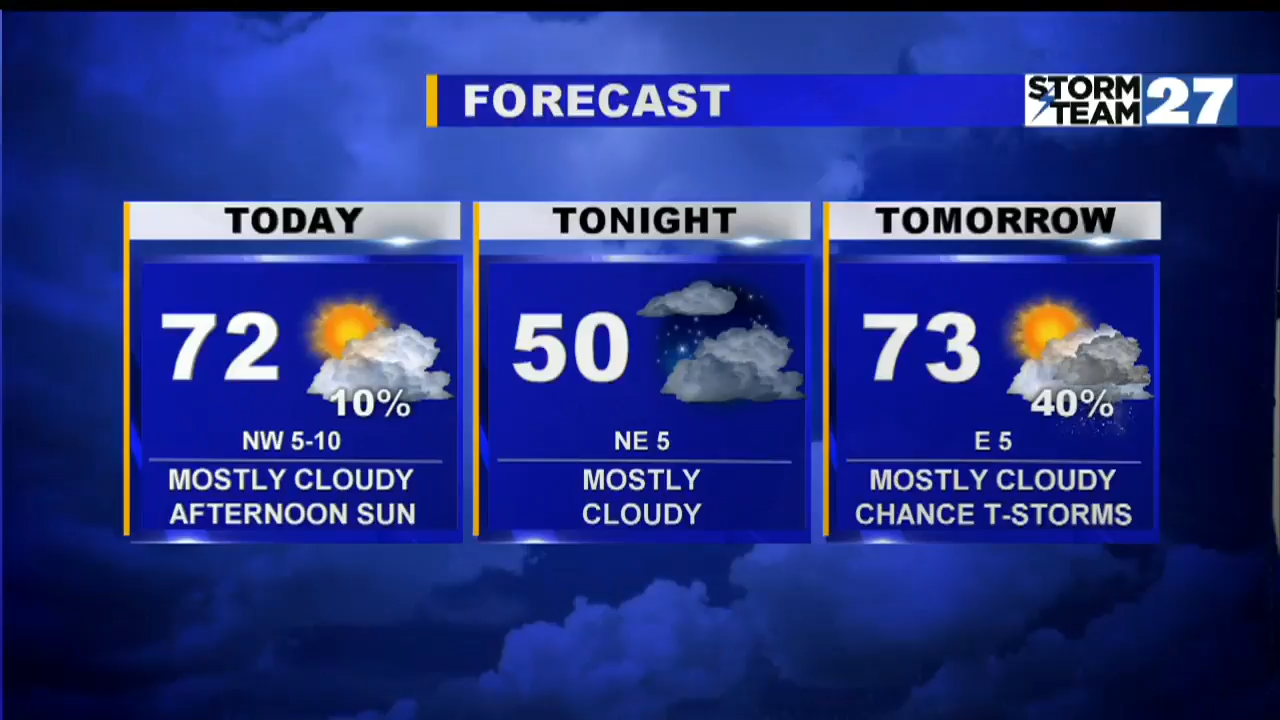 FORECAST
STORM
TEAM
27
TODAY
72
10%
NW 5-10
MOSTLY CLOUDY
AFTERNOON SUN
TONIGHT
50
NE 5
MOSTLY
CLOUDY
TOMORROW
73
40%
E 5
MOSTLY CLOUDY
CHANCE T-STORMS